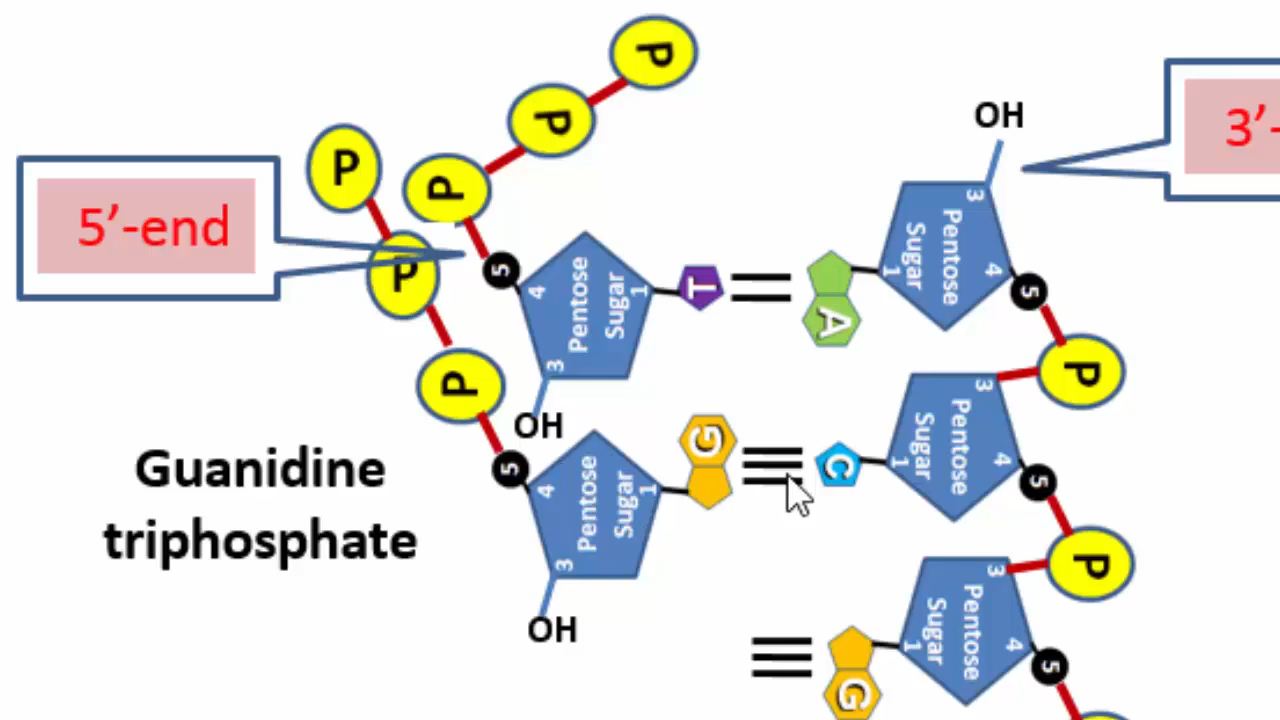 P
P
OH
3’-
P
P
5’-end
P
5
4
Pentose
Sugar
1
3
T
A
1
Pentose
Sugar
3
4
5
P
P
OH
P
5
4
Pentose
Sugar
1
3
G
C
1
Pentose
Sugar
3
4
5
P
Guanidine
triphosphate
OH
G
1
Pentose
Sugar
3
4
5